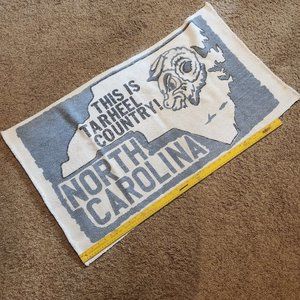 THIS IS
TARHEEL
COUNTRY!
NORTH
CAROLINA